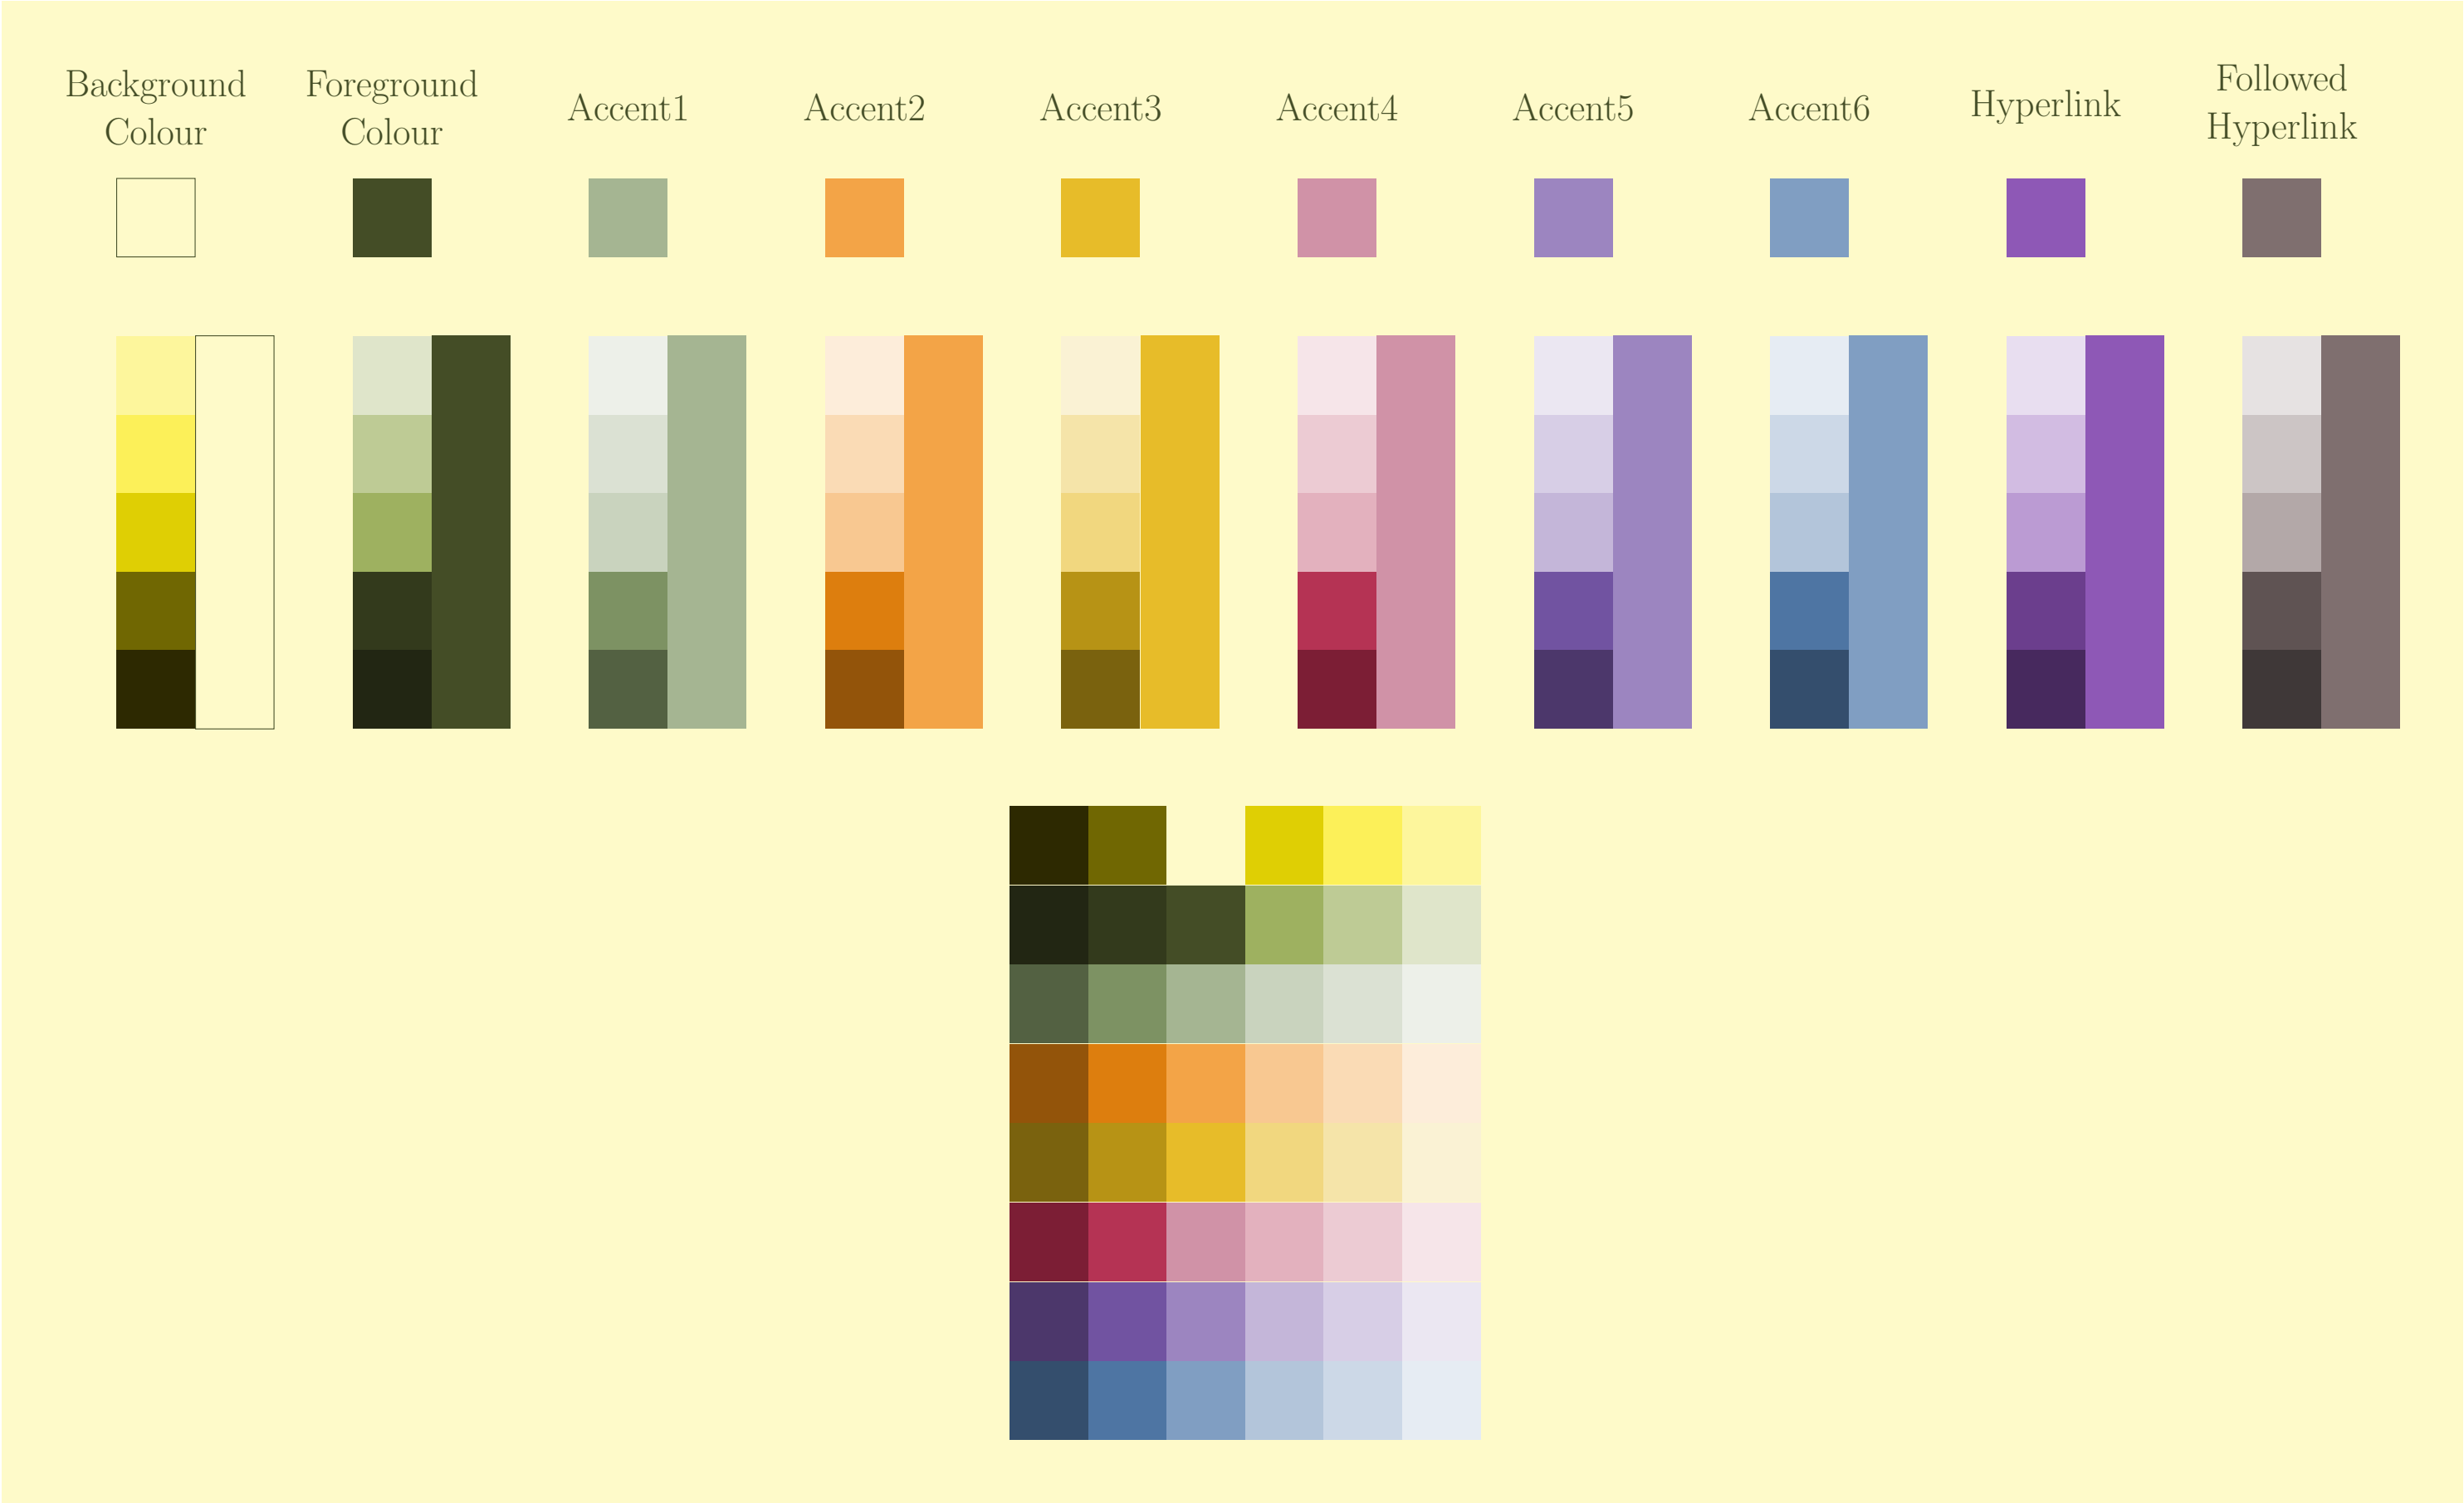 Background
Colour
Foreground
Colour
Accent1
Accent2
Accent3
Accent4
Accent5
Accent6
Hyperlink
Followed
Hyperlink